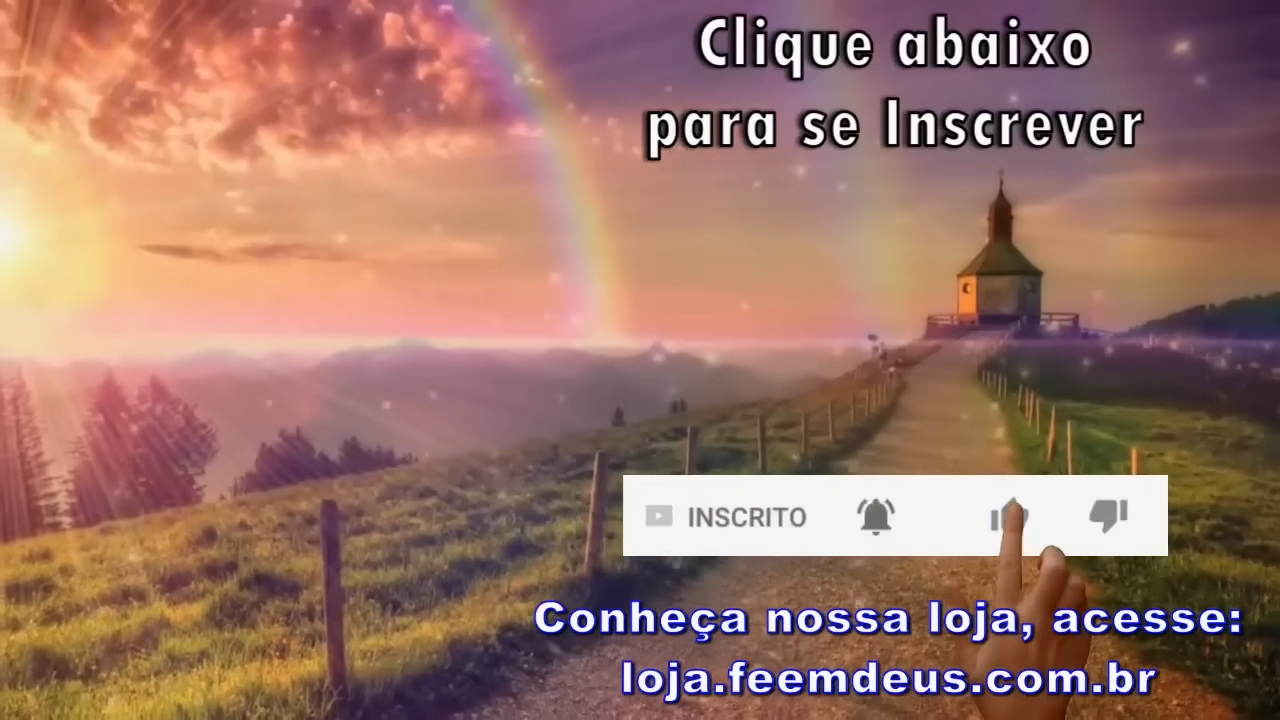 Clique abaixo
para se Inscrever
INSCRITO
Conheça nossa loja, acesse:
loja.feemdeus.com.br